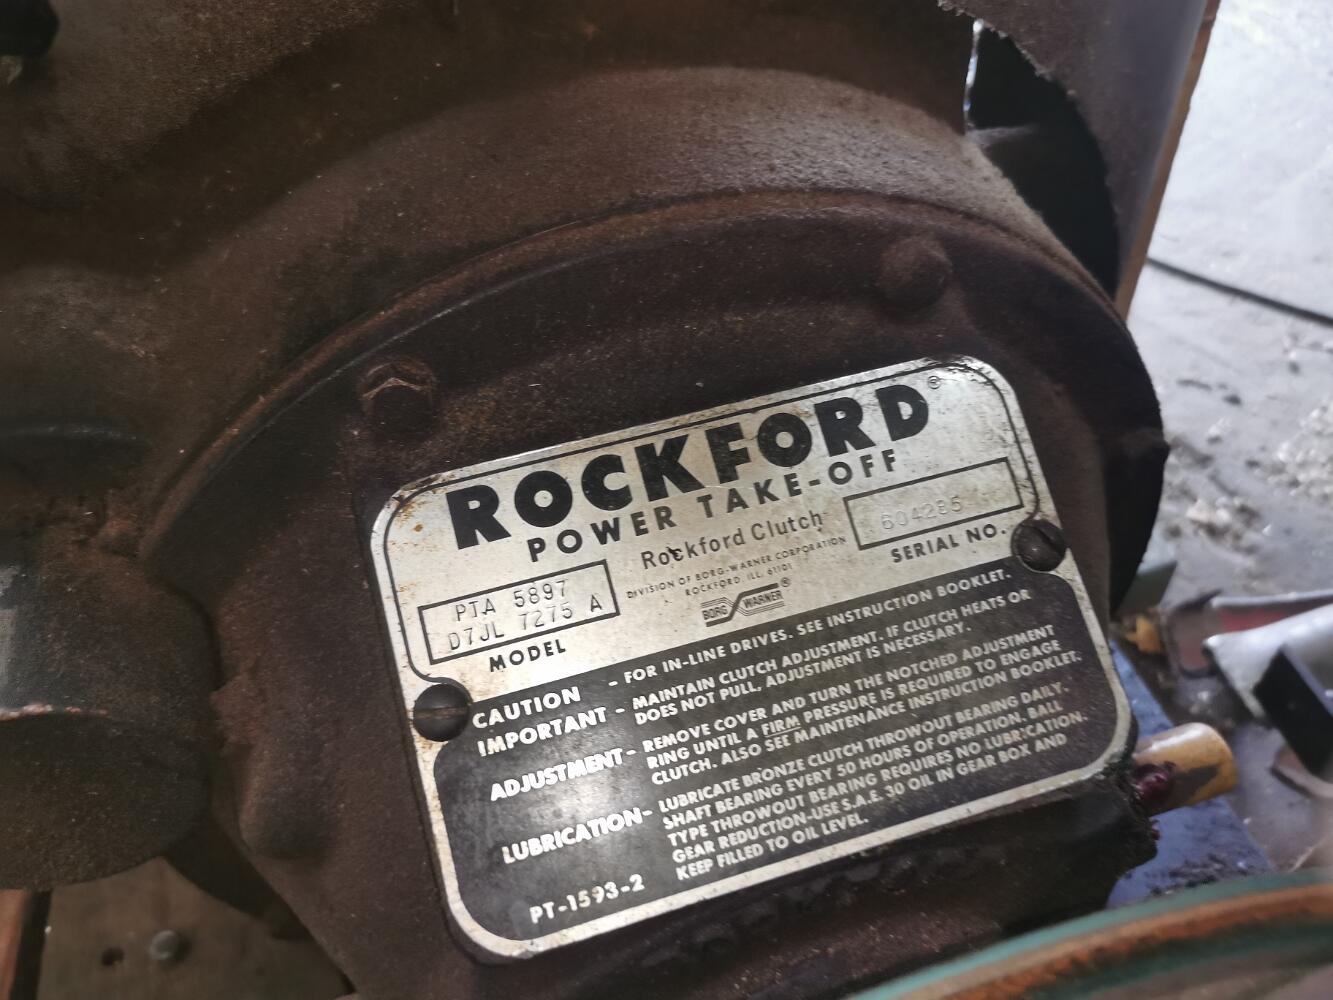 ROCKFORD®
POWER TAKE-OFF
Rockford Clutch
DIVISION OF BORG-WARNER CORPORATION
ROCKFORD, ILL. 61101
BORG WARNER®
PTA 5897
D7JL 7275 A
MODEL
604285
SERIAL NO.
CAUTION - FOR IN-LINE DRIVES. SEE INSTRUCTION BOOKLET.
IMPORTANT - MAINTAIN CLUTCH ADJUSTMENT. IF CLUTCH HEATS OR
DOES NOT PULL, ADJUSTMENT IS NECESSARY.
ADJUSTMENT- REMOVE COVER AND TURN THE NOTCHED ADJUSTMENT
RING UNTIL A FIRM PRESSURE IS REQUIRED TO ENGAGE
CLUTCH. ALSO SEE MAINTENANCE INSTRUCTION BOOKLET.
LUBRICATION- LUBRICATE BRONZE CLUTCH THROWOUT BEARING DAILY.
SHAFT BEARING EVERY 50 HOURS OF OPERATION. BALL
TYPE THROWOUT BEARING REQUIRES NO LUBRICATION.
GEAR REDUCTION-USE S.A.E. 30 OIL IN GEAR BOX AND
KEEP FILLED TO OIL LEVEL.
PT-1593-2